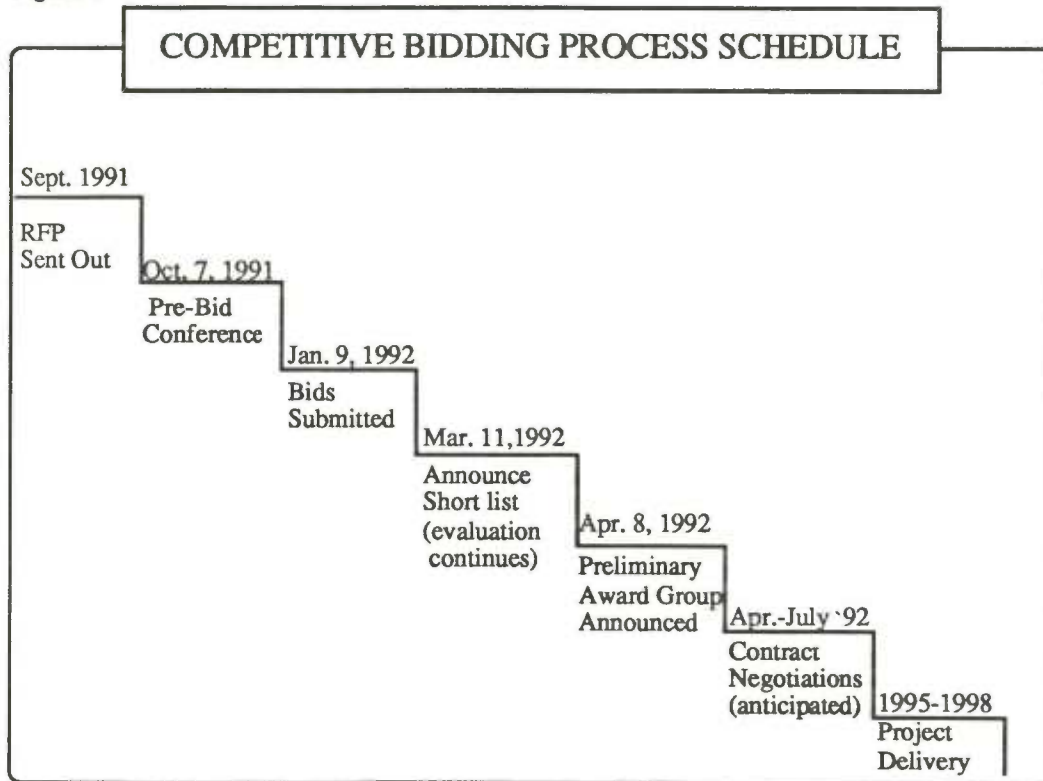 COMPETITIVE BIDDING PROCESS SCHEDULE
Sept. 1991
RFP
Sent Out
Oct. 7, 1991
Pre-Bid
Conference
Jan. 9, 1992
Bids
Submitted
Mar. 11,1992
Announce
Short list
(evaluation
continues)
Apr. 8, 1992
Preliminary
Award Group
Announced
Apr.-July `92
Contract
Negotiations
(anticipated)
1995-1998
Project
Delivery